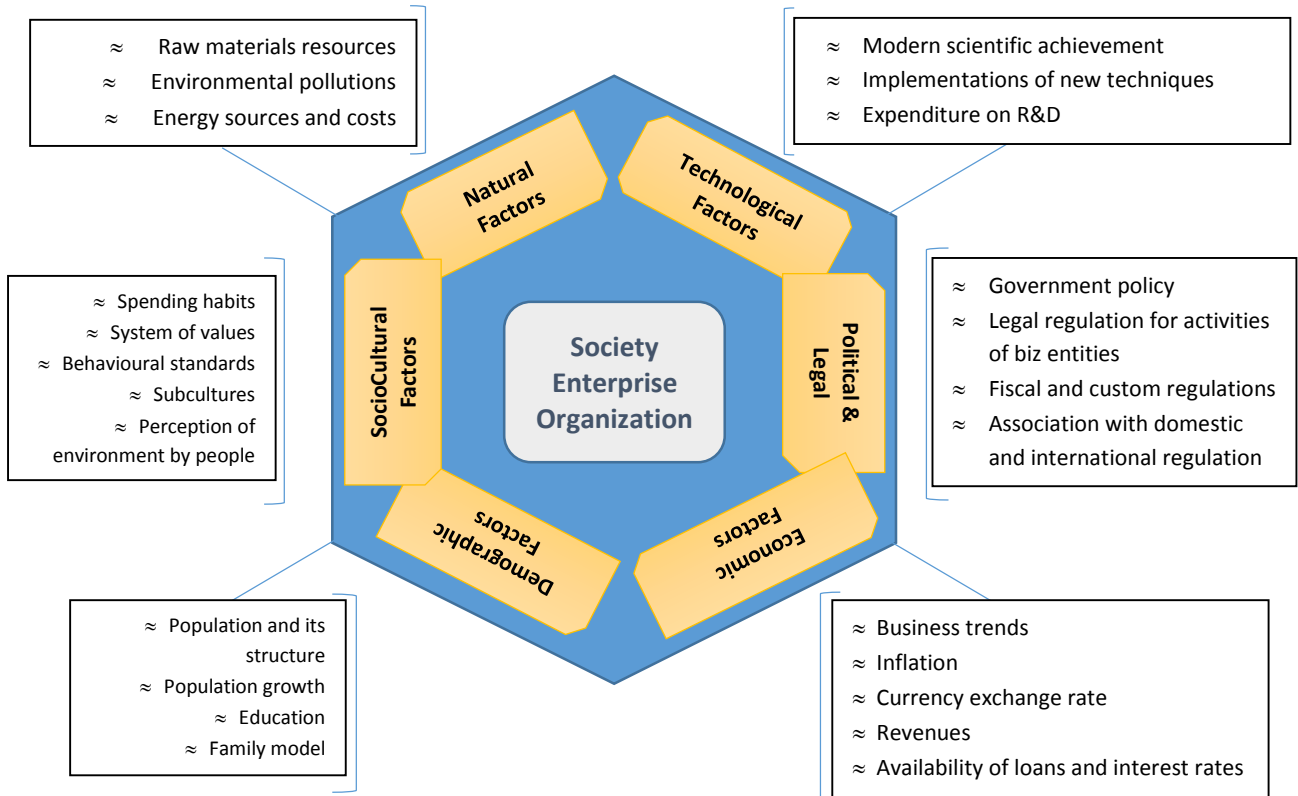 ≈ Raw materials resources
≈ Environmental pollutions
≈ Energy sources and costs
≈ Modern scientific achievement
≈ Implementations of new techniques
≈ Expenditure on R&D
Natural
Factors
Technological
Factors
≈ Spending habits
≈ System of values
≈ Behavioural standards
≈ Subcultures
≈ Perception of
environment by people
SocioCultural
Factors
Society
Enterprise
Organization
Political &
Legal
≈ Government policy
≈ Legal regulation for activities
of biz entities
≈ Fiscal and custom regulations
≈ Association with domestic
and international regulation
Demographic
Factors
Economic
Factors
≈ Population and its
structure
≈ Population growth
≈ Education
≈ Family model
≈ Business trends
≈ Inflation
≈ Currency exchange rate
≈ Revenues
≈ Availability of loans and interest rates